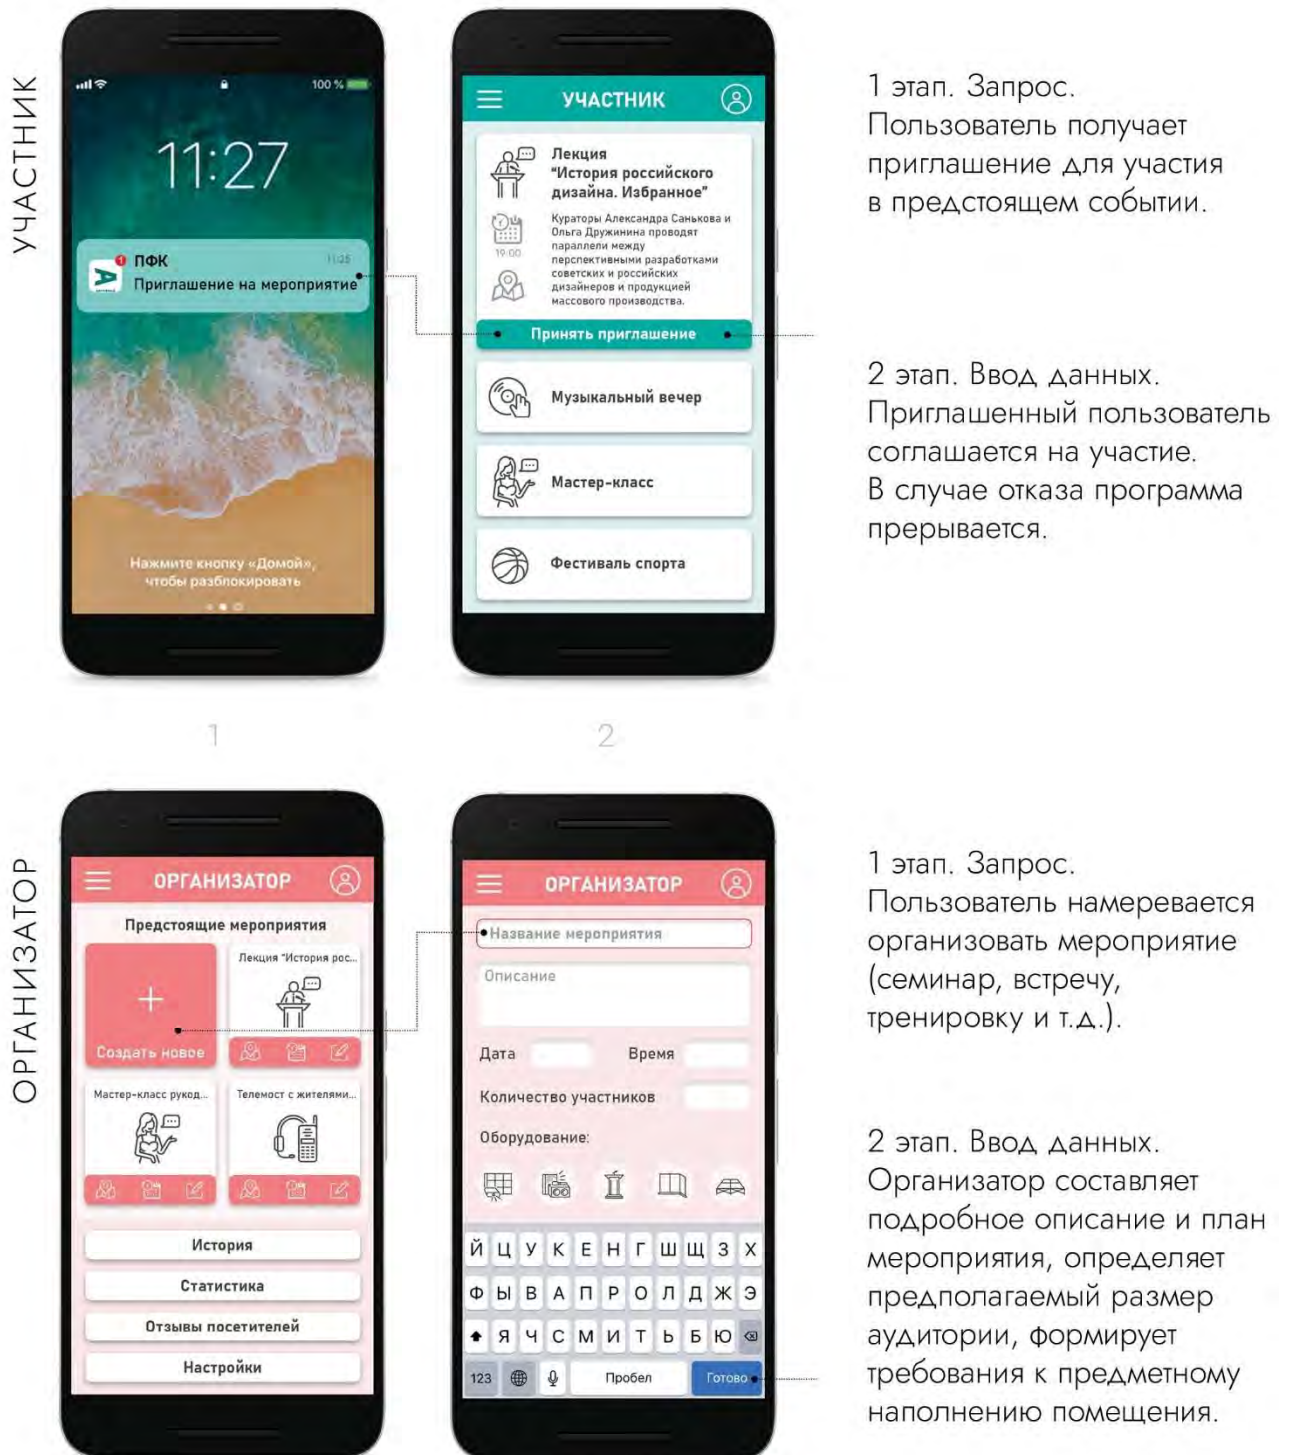 УЧАСТНИК
100 %
11:27
1
ПФК
11:25
Приглашение на мероприятие
Нажмите кнопку «Домой»,
чтобы разблокировать
1
УЧАСТНИК
Лекция
"История российского
дизайна. Избранное"
19:00
Кураторы Александра Санькова и
Ольга Дружинина проводят
параллели между
перспективными разработками
советских и российских
дизайнеров и продукцией
массового производства.
Принять приглашение
Музыкальный вечер
Мастер-класс
Фестиваль спорта
2
1 этап. Запрос.
Пользователь получает
приглашение для участия
в предстоящем событии.
2 этап. Ввод данных.
Приглашенный пользователь
соглашается на участие.
В случае отказа программа
прерывается.
ОРГАНИЗАТОР
ОРГАНИЗАТОР
Предстоящие мероприятия
Создать новое
Лекция "История рос...
Мастер-класс рукод...
Телемост с жителями...
История
Статистика
Отзывы посетителей
Настройки
ОРГАНИЗАТОР
Название мероприятия
Описание
Дата
Время
Количество участников
Оборудование:
Й Ц У К Е Н Г Ш Щ З Х
Ф Ы В А П Р О Л Д Ж Э
Я Ч С М И Т Ь Б Ю
123
Пробел
Готово
1 этап. Запрос.
Пользователь намеревается
организовать мероприятие
(семинар, встречу,
тренировку и т.д.).
2 этап. Ввод данных.
Организатор составляет
подробное описание и план
мероприятия, определяет
предполагаемый размер
аудитории, формирует
требования к предметному
наполнению помещения.